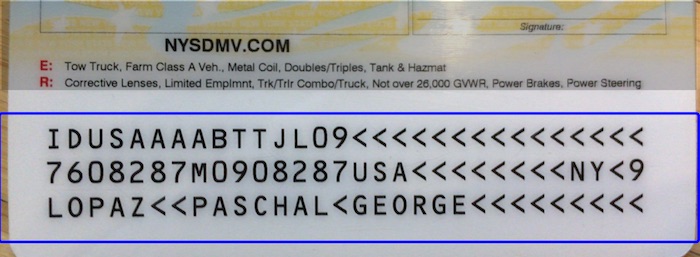 Signature:
NYSDMV.COM
E: Tow Truck, Farm Class A Veh., Metal Coil, Doubles/Triples, Tank & Hazmat
R: Corrective Lenses, Limited Emplmnt, Trk/Trlr Combo/Truck, Not over 26,000 GVWR, Power Brakes, Power Steering
IDUSAAAABTTJL09<<<<<<<<<<<<<<<
7608287M0908287USA<<<<<<<<NY<9
LOPAZ<<PASCHAL<GEORGE<<<<<<<<<